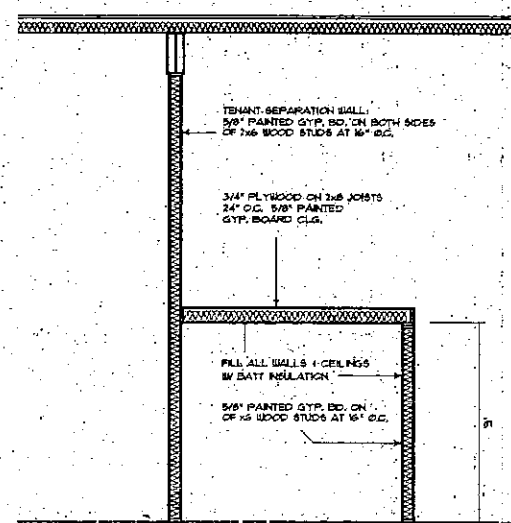 TENANT SEPARATION WALL:
5/8" PAINTED GYP. BD. ON BOTH SIDES
OF 2x6 WOOD STUDS AT 16" O.C.
3/4" PLYWOOD ON 2x8 JOISTS
24" O.C. 5/8" PAINTED
GYP. BOARD CLG.
FILL ALL WALLS & CEILINGS
W/ BATT INSULATION
5/8" PAINTED GYP. BD. ON
OF WOOD STUDS AT 16" O.C.